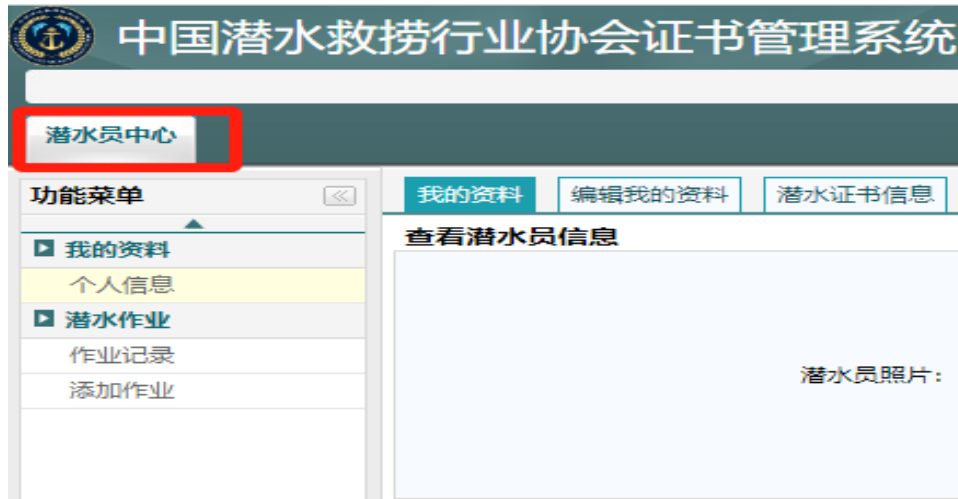 中国潜水救捞行业协会证书管理系统
潜水员中心
功能菜单
我的资料
个人信息
潜水作业
作业记录
添加作业
我的资料 编辑我的资料 潜水证书信息
查看潜水员信息
潜水员照片：